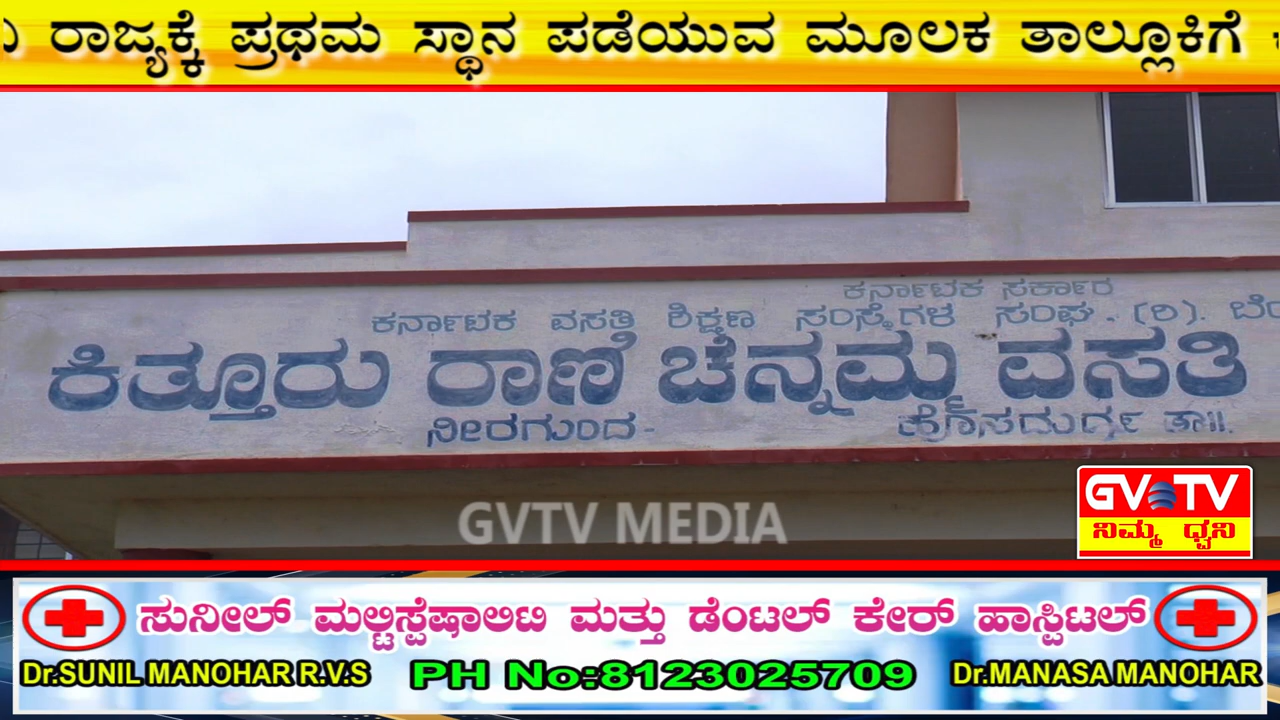 ರಾಜ್ಯಕ್ಕೆ ಪ್ರಥಮ ಸ್ಥಾನ ಪಡೆಯುವ ಮೂಲಕ ತಾಲ್ಲೂಕಿಗೆ
ಕರ್ನಾಟಕ ಸರ್ಕಾರ
ಕರ್ನಾಟಕ ವಸತಿ ಶಿಕ್ಷಣ ಸಂಸ್ಥೆಗಳ ಸಂಘ. (ರಿ).
ಕಿತ್ತೂರು ರಾಣಿ ಚೆನ್ನಮ್ಮ ವಸತಿ
ನೀರಗುಂದ- ಹೊಸದುರ್ಗ ತಾ||.
GVTV MEDIA
GVTV
ನಿಮ್ಮ ಧ್ವನಿ
ಸುನೀಲ್ ಮಲ್ಟಿಸ್ಪೆಷಾಲಿಟಿ ಮತ್ತು ಡೆಂಟಲ್ ಕೇರ್ ಹಾಸ್ಪಿಟಲ್
Dr.SUNIL MANOHAR R.V.S PH No:8123025709 Dr.MANASA MANOHAR